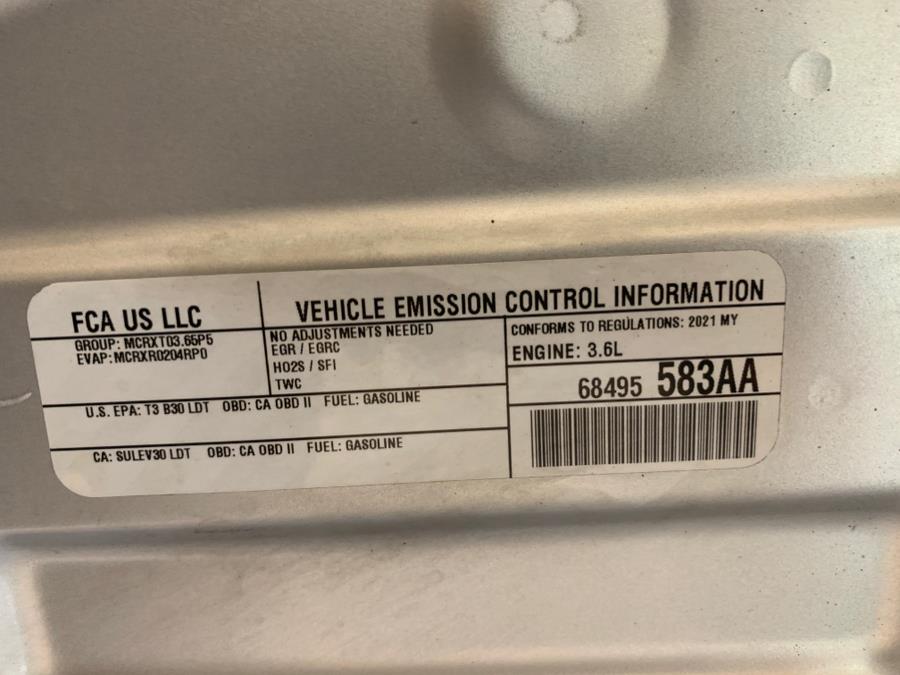 FCA US LLC
VEHICLE EMISSION CONTROL INFORMATION
GROUP: MCRXT03.65P5
EVAP: MCRXR0204RP0
NO ADJUSTMENTS NEEDED
EGR / EGRC
HO2S / SFI
TWC
CONFORMS TO REGULATIONS: 2021 MY
ENGINE: 3.6L
68495 583AA
U.S. EPA: T3 B30 LDT OBD: CA OBD II FUEL: GASOLINE
CA: SULEV30 LDT OBD: CA OBD II FUEL: GASOLINE